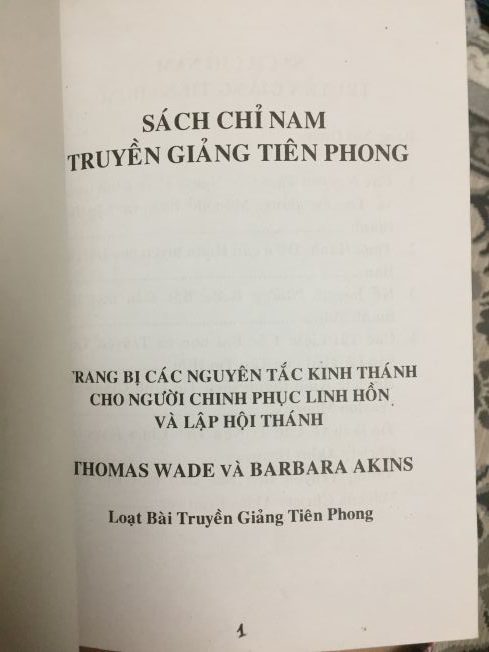 SÁCH CHỈ NAM
TRUYỀN GIẢNG TIÊN PHONG
TRANG BỊ CÁC NGUYÊN TẮC KINH THÁNH
CHO NGƯỜI CHINH PHỤC LINH HỒN
VÀ LẬP HỘI THÁNH
THOMAS WADE VÀ BARBARA AKINS
Loạt Bài Truyền Giảng Tiên Phong
1